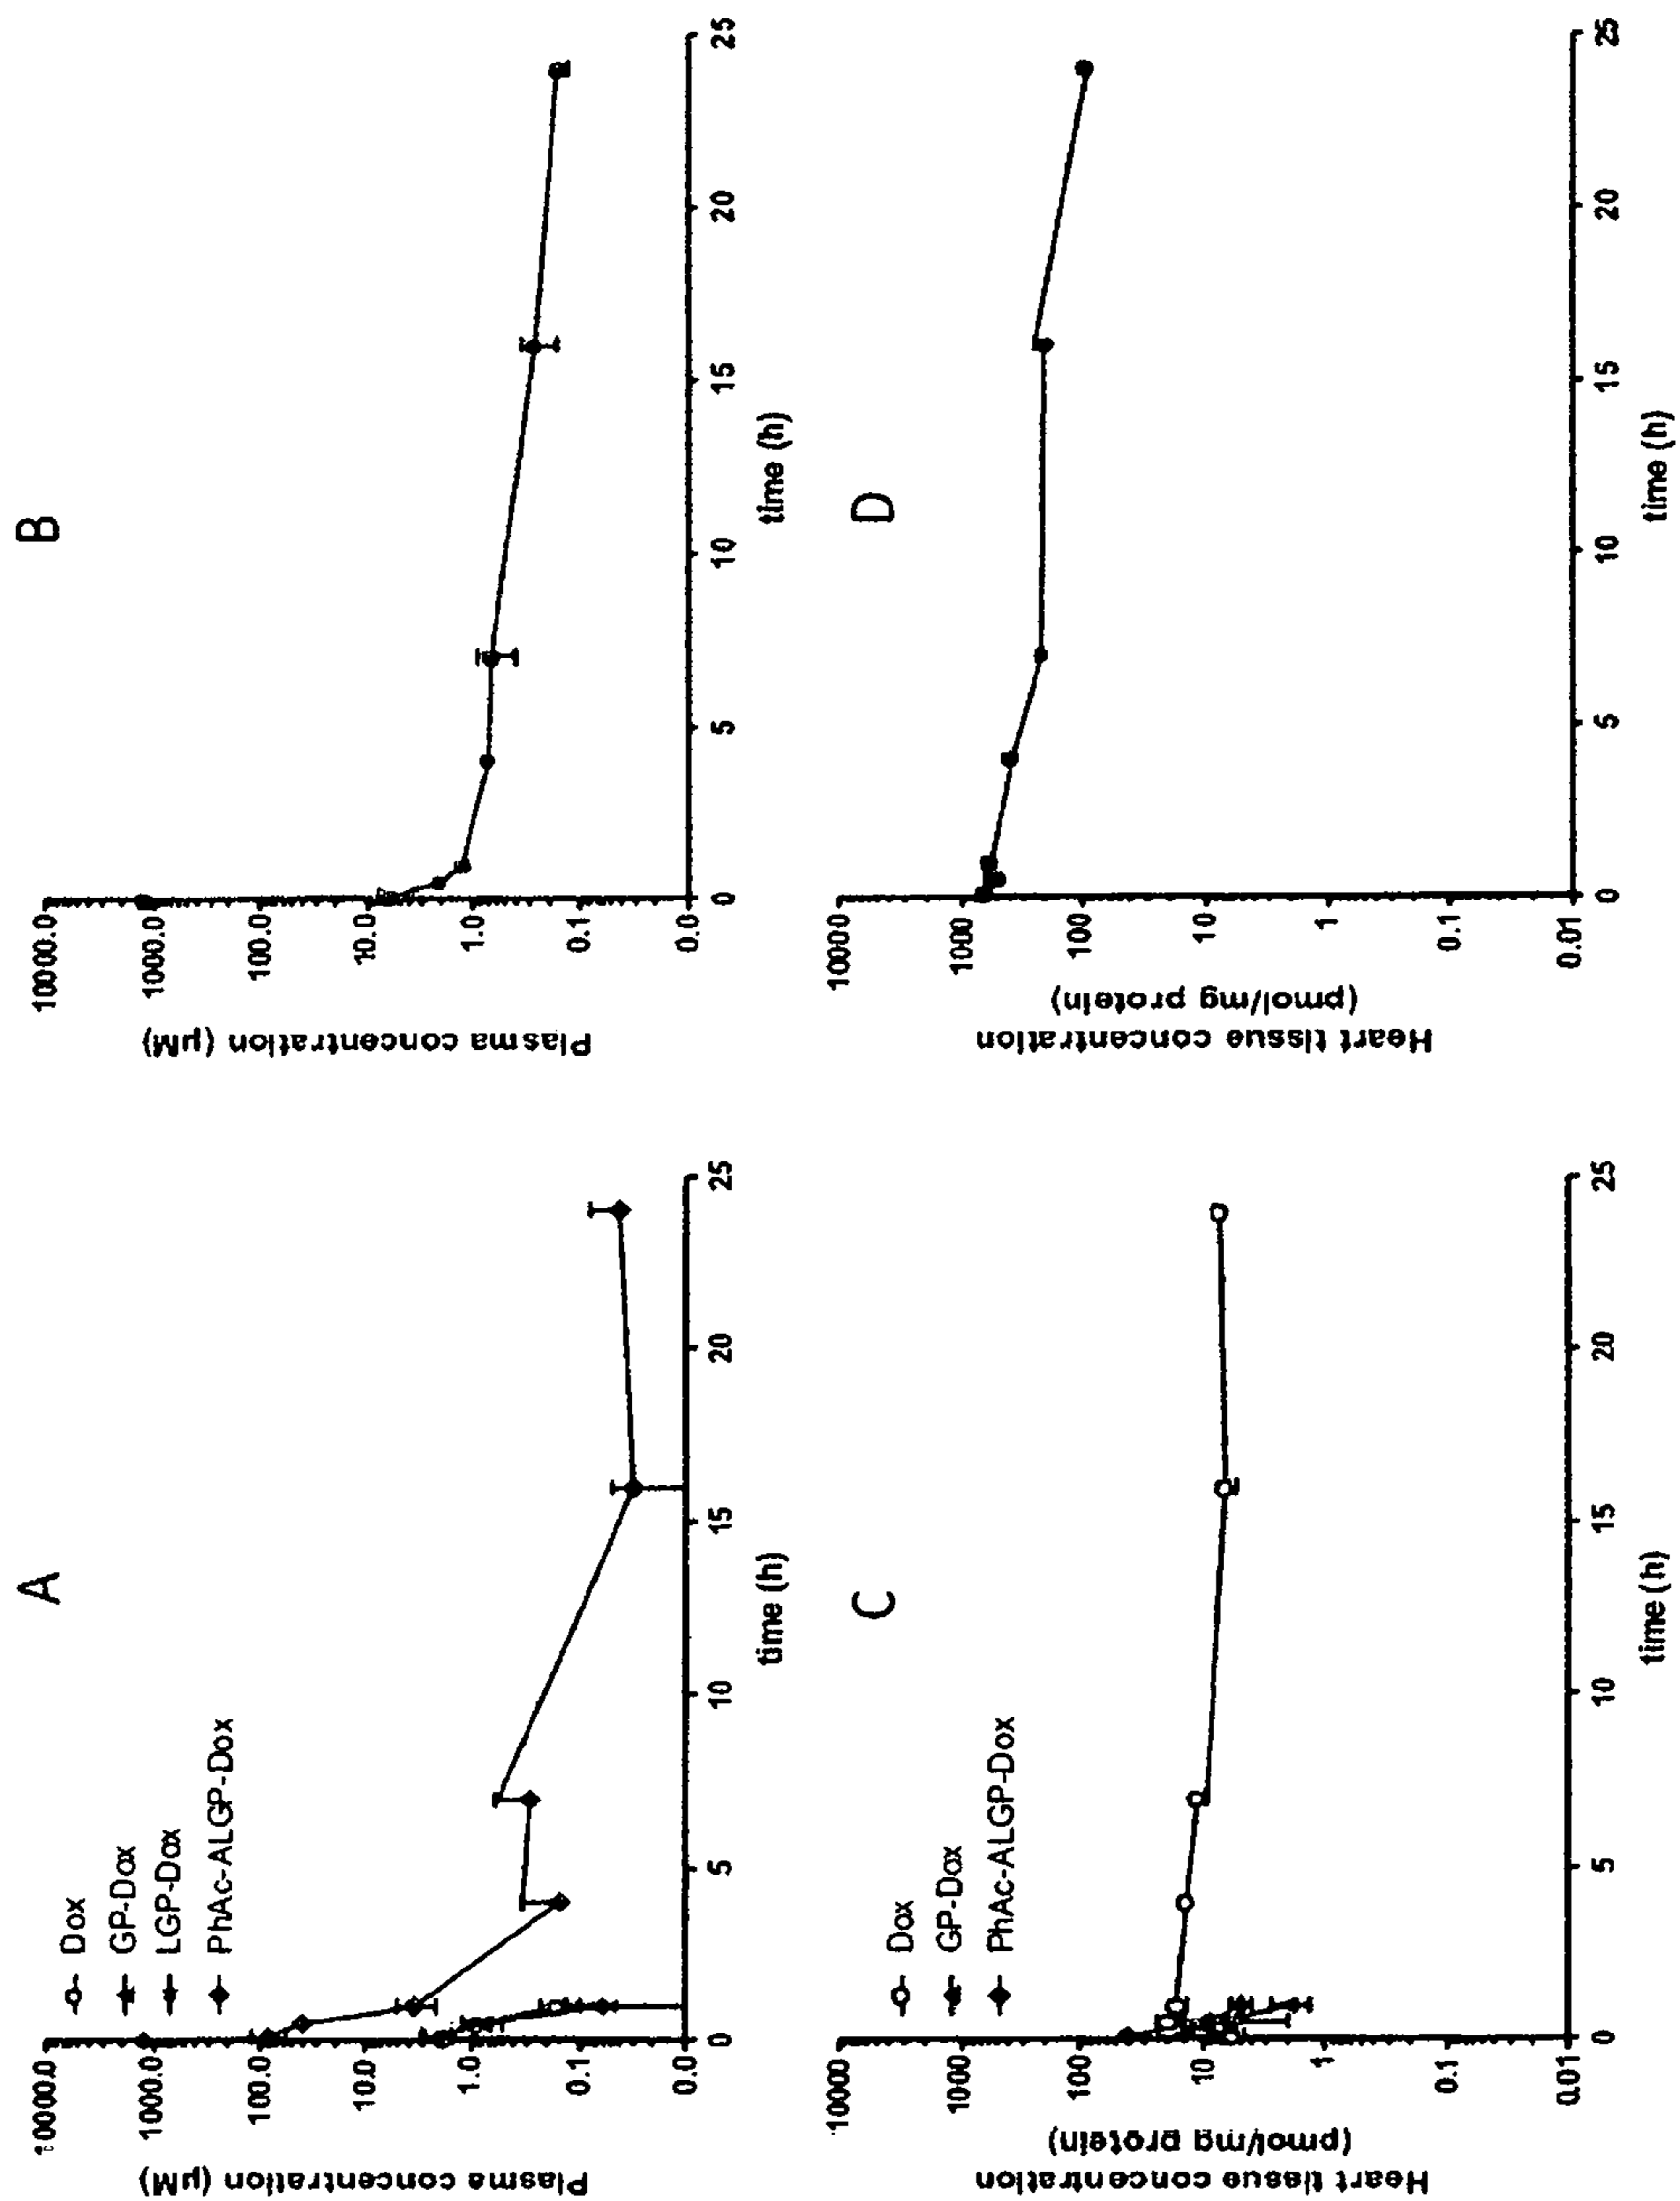 A
Plasma concentration (µM)
10000.0
1000.0
100.0
10.0
1.0
0.1
0.0
Dox
GP-Dox
LGP-Dox
PhAc-ALGP-Dox
0
5
10
15
20
25
time (h)
B
Plasma concentration (µM)
10000.0
1000.0
100.0
10.0
1.0
0.1
0.0
0
5
10
15
20
25
time (h)
C
Heart tissue concentration
(pmol/mg protein)
10000
1000
100
10
1
0.1
0.01
Dox
GP-Dox
PhAc-ALGP-Dox
0
5
10
15
20
25
time (h)
D
Heart tissue concentration
(pmol/mg protein)
10000
1000
100
10
1
0.1
0.01
0
5
10
15
20
25
time (h)